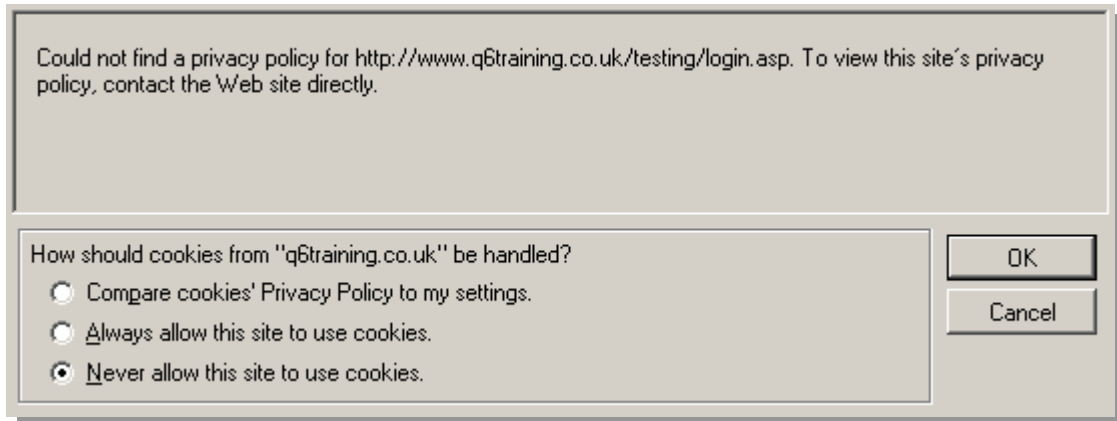 Could not find a privacy policy for http://www.q6training.co.uk/testing/login.asp. To view this site´s privacy
policy, contact the Web site directly.
How should cookies from "q6training.co.uk" be handled?
Compare cookies' Privacy Policy to my settings.
Always allow this site to use cookies.
Never allow this site to use cookies.
OK
Cancel